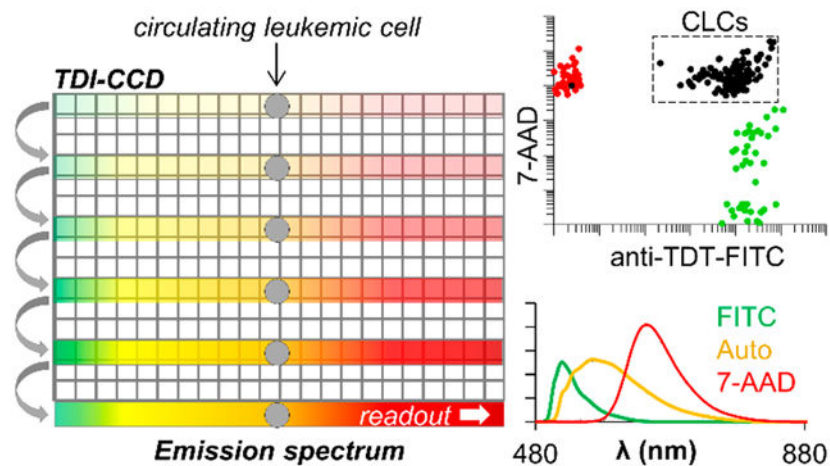 circulating leukemic cell
TDI-CCD
readout
Emission spectrum
CLCs
7-AAD
anti-TDT-FITC
FITC
Auto
7-AAD
480 λ (nm) 880